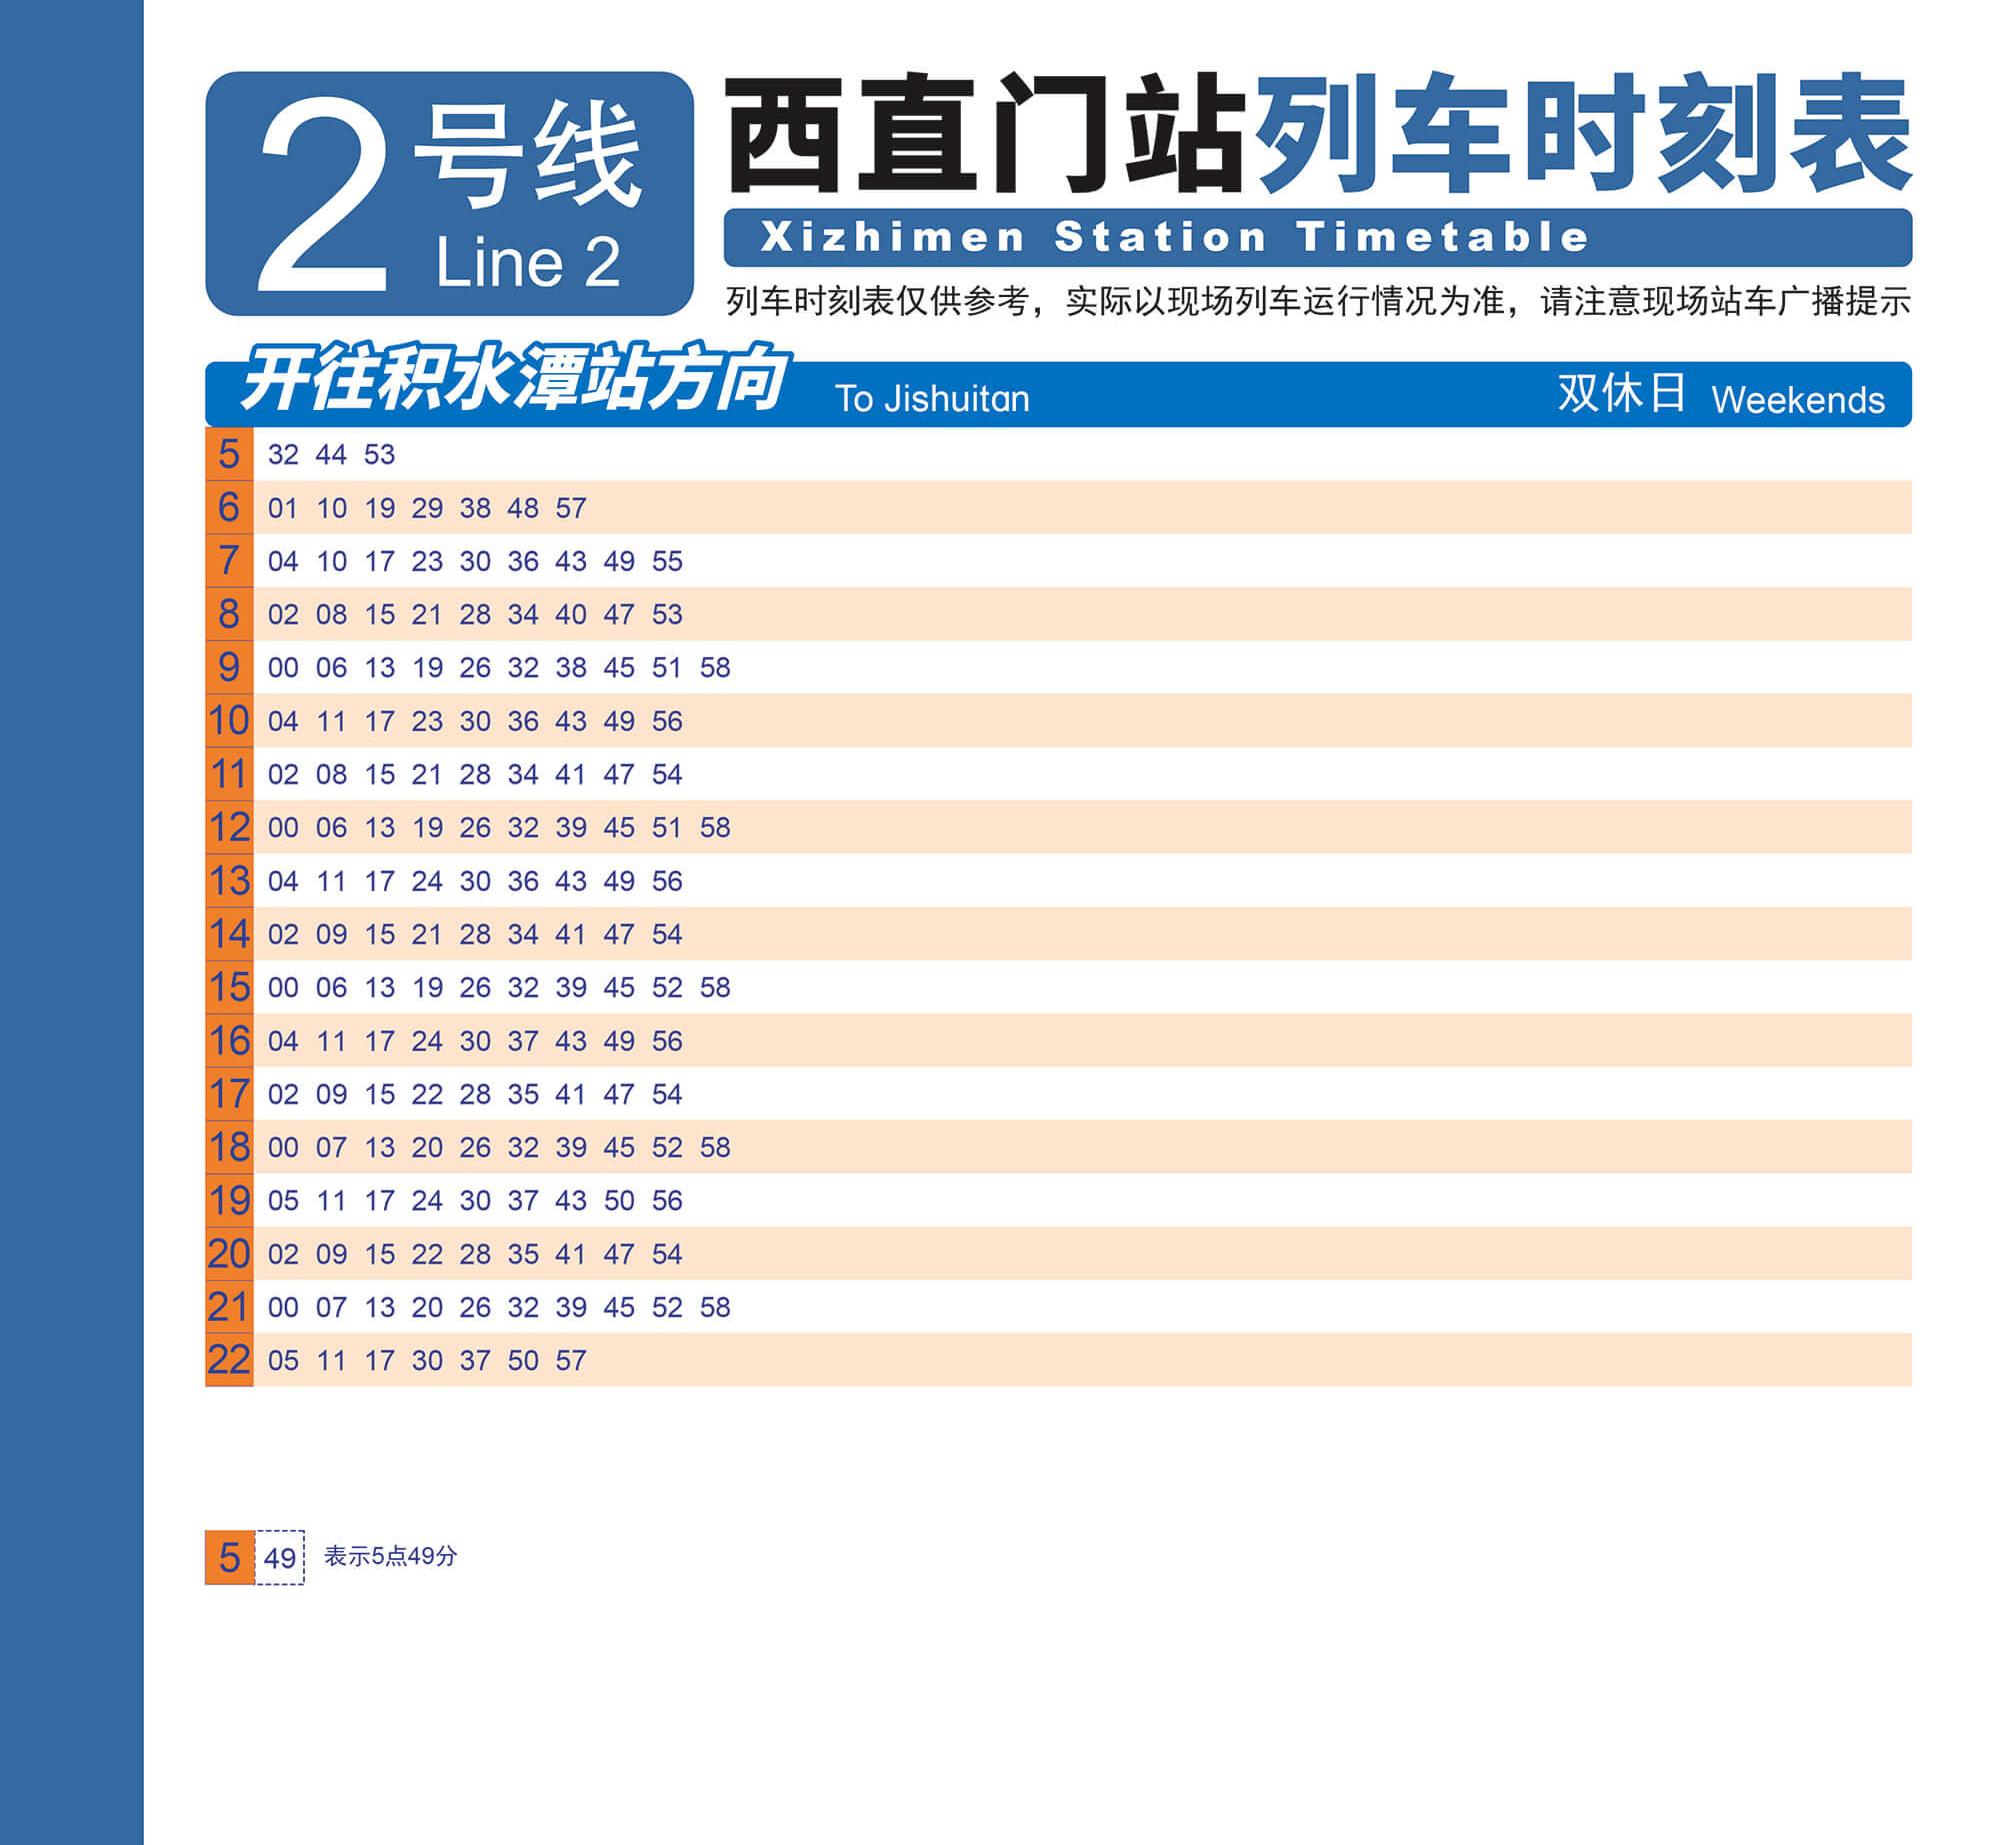 2号线
Line 2
西直门站列车时刻表
Xizhimen Station Timetable
列车时刻表仅供参考，实际以现场列车运行情况为准，请注意现场站车广播提示
开往积水潭站方向 To Jishuitan 双休日 Weekends
5 32 44 53
6 01 10 19 29 38 48 57
7 04 10 17 23 30 36 43 49 55
8 02 08 15 21 28 34 40 47 53
9 00 06 13 19 26 32 38 45 51 58
10 04 11 17 23 30 36 43 49 56
11 02 08 15 21 28 34 41 47 54
12 00 06 13 19 26 32 39 45 51 58
13 04 11 17 24 30 36 43 49 56
14 02 09 15 21 28 34 41 47 54
15 00 06 13 19 26 32 39 45 52 58
16 04 11 17 24 30 37 43 49 56
17 02 09 15 22 28 35 41 47 54
18 00 07 13 20 26 32 39 45 52 58
19 05 11 17 24 30 37 43 50 56
20 02 09 15 22 28 35 41 47 54
21 00 07 13 20 26 32 39 45 52 58
22 05 11 17 30 37 50 57
5 49 表示5点49分